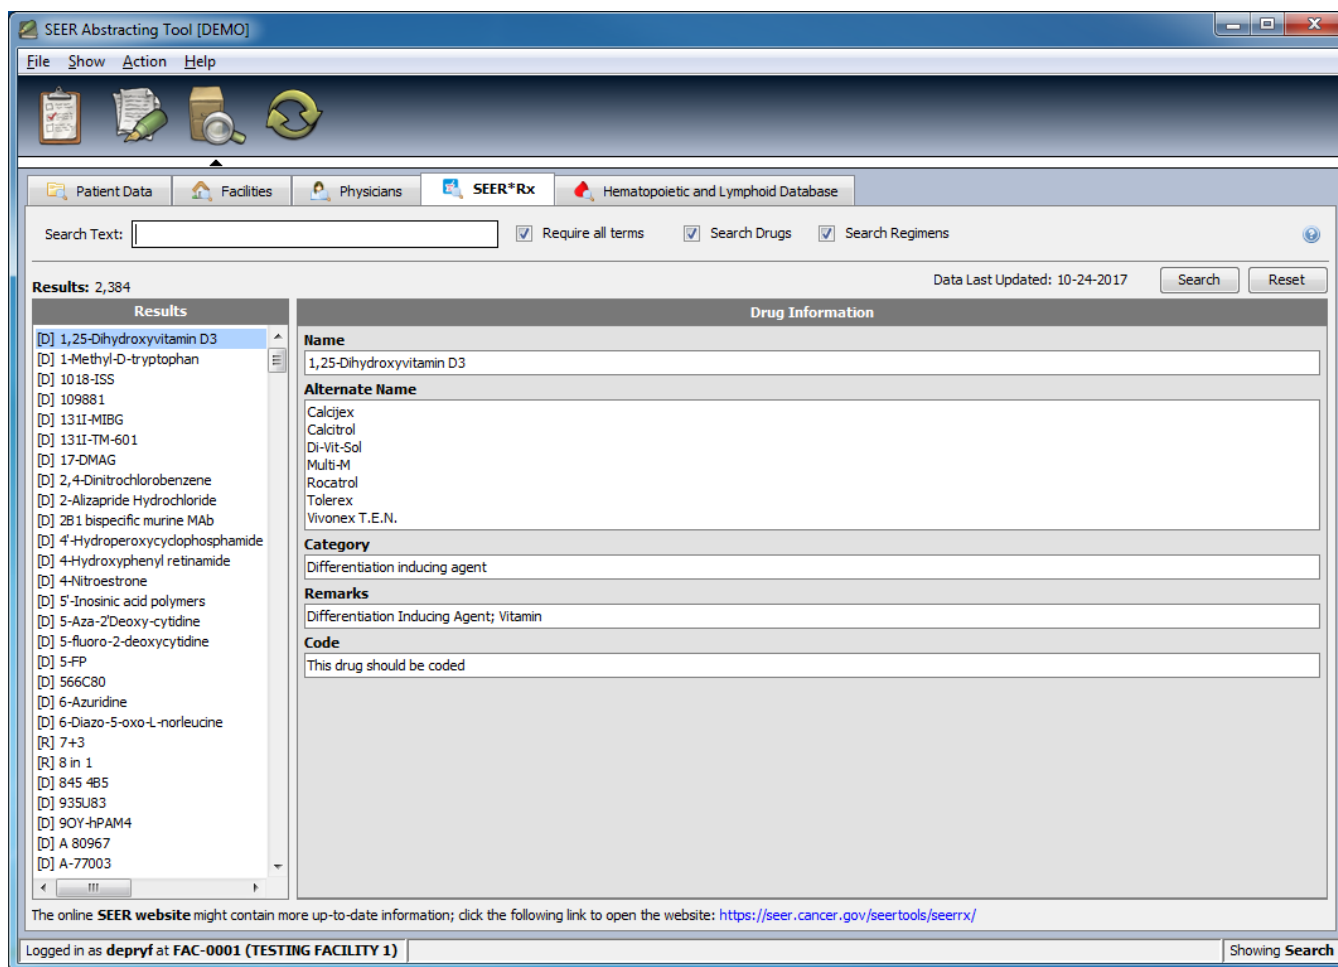 SEER Abstracting Tool [DEMO]
File Show Action Help
Patient Data Facilities Physicians SEER*Rx Hematopoietic and Lymphoid Database
Search Text: Require all terms Search Drugs Search Regimens
Results: 2,384 Data Last Updated: 10-24-2017 Search Reset
Results
[D] 1,25-Dihydroxyvitamin D3
[D] 1-Methyl-D-tryptophan
[D] 1018-ISS
[D] 109881
[D] 131I-MIBG
[D] 131I-TM-601
[D] 17-DMAG
[D] 2,4-Dinitrochlorobenzene
[D] 2-Alizapride Hydrochloride
[D] 2B1 bispecific murine MAb
[D] 4'-Hydroperoxycyclophosphamide
[D] 4-Hydroxyphenyl retinamide
[D] 4-Nitroestrone
[D] 5'-Inosinic acid polymers
[D] 5-Aza-2'Deoxy-cytidine
[D] 5-fluoro-2-deoxycytidine
[D] 5-FP
[D] 566C80
[D] 6-Azuridine
[D] 6-Diazo-5-oxo-L-norleucine
[R] 7+3
[R] 8 in 1
[D] 845 4B5
[D] 935U83
[D] 9OY-hPAM4
[D] A 80967
[D] A-77003
Drug Information
Name
1,25-Dihydroxyvitamin D3
Alternate Name
Calcijex
Calcitrol
Di-Vit-Sol
Multi-M
Rocatrol
Tolerex
Vivonex T.E.N.
Category
Differentiation inducing agent
Remarks
Differentiation Inducing Agent; Vitamin
Code
This drug should be coded
The online SEER website might contain more up-to-date information; click the following link to open the website: https://seer.cancer.gov/seertools/seerrx/
Logged in as depryf at FAC-0001 (TESTING FACILITY 1) Showing Search